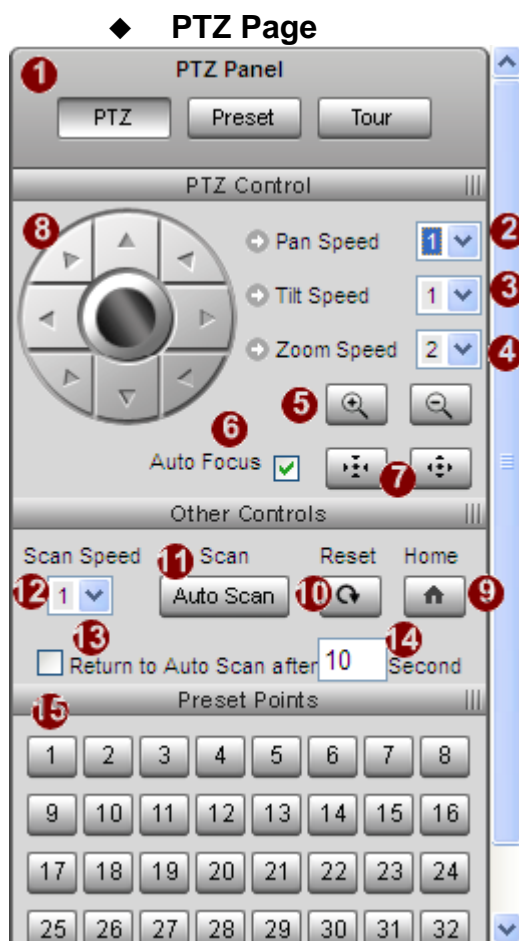 ◆ PTZ Page
1 PTZ Panel
PTZ Preset Tour
PTZ Control
8 Pan Speed 1 2
Tilt Speed 1 3
Zoom Speed 2 4
5
6
Auto Focus 7
Other Controls
Scan Speed 11 Scan Reset Home
12 1 Auto Scan 10 9
13 14
Return to Auto Scan after 10 Second
15 Preset Points
1 2 3 4 5 6 7 8
9 10 11 12 13 14 15 16
17 18 19 20 21 22 23 24
25 26 27 28 29 30 31 32